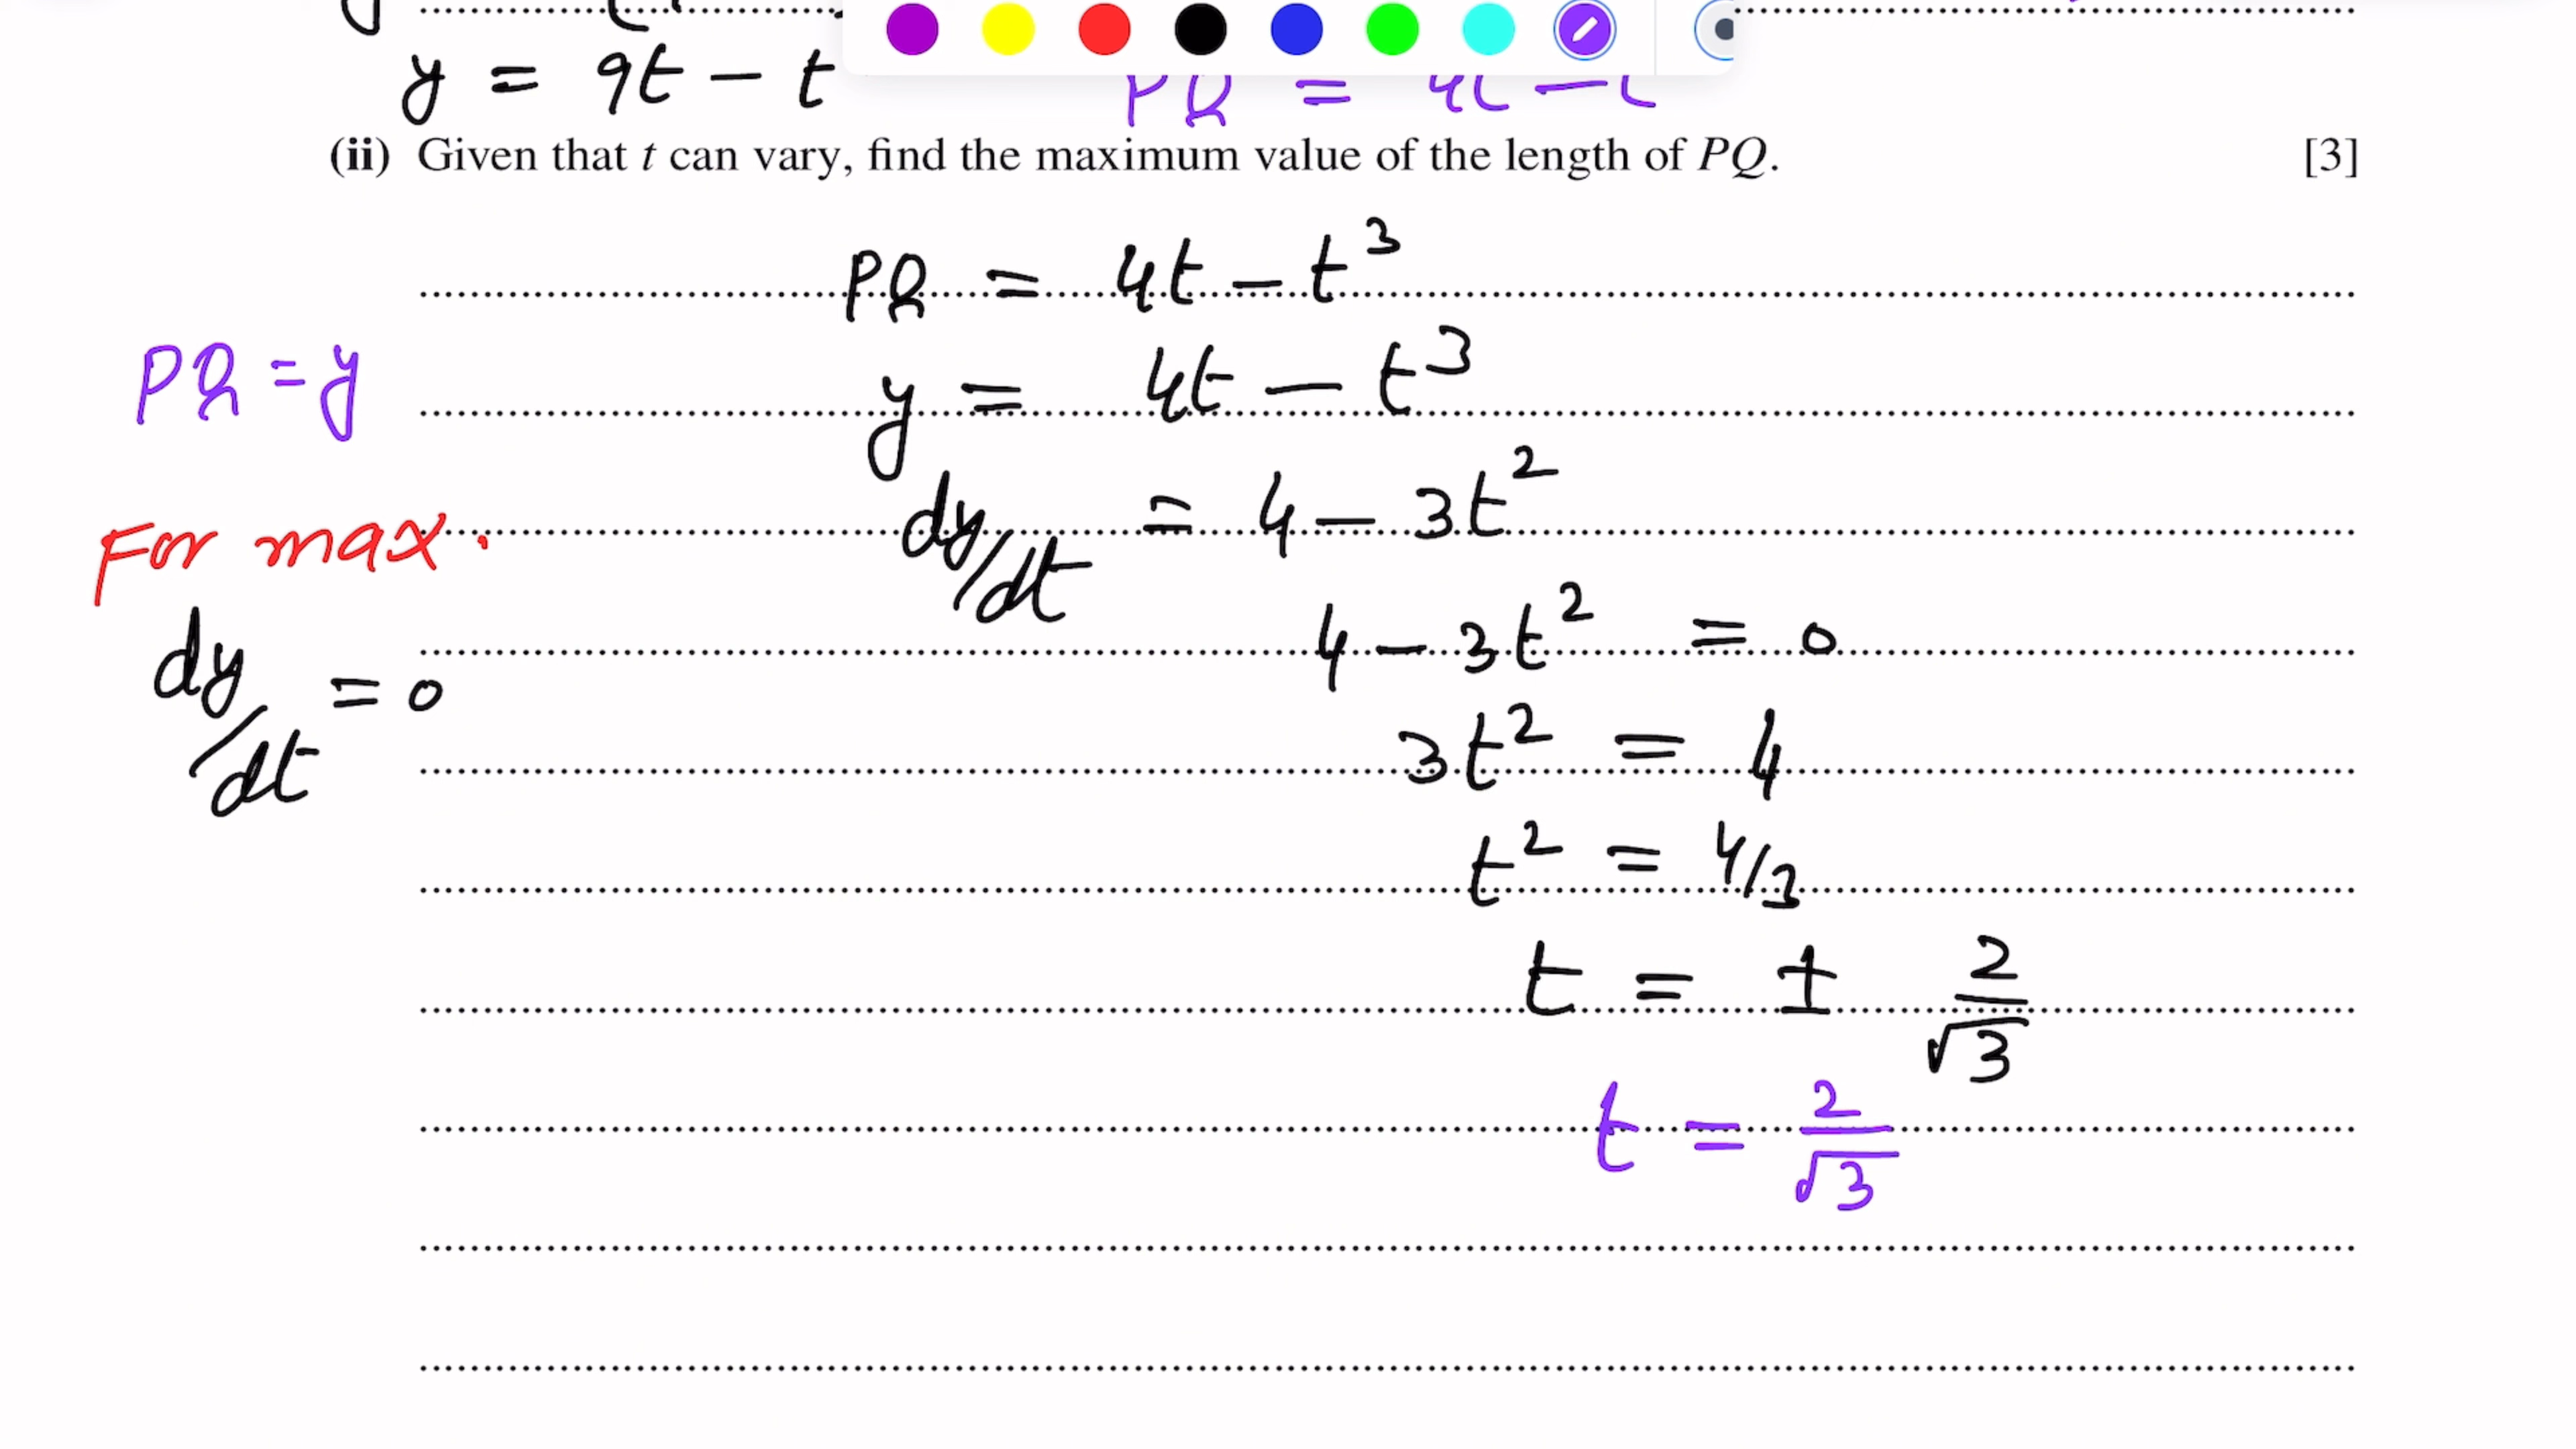 y = 9t - t
PQ = 4t - t
(ii) Given that t can vary, find the maximum value of the length of PQ. [3]
PQ = 4t - t³
PQ = y
y = 4t - t³
For max.
dy/dt = 4 - 3t²
dy/dt = 0
4 - 3t² = 0
3t² = 4
t² = 4/3
t = ± 2/√3
t = 2/√3